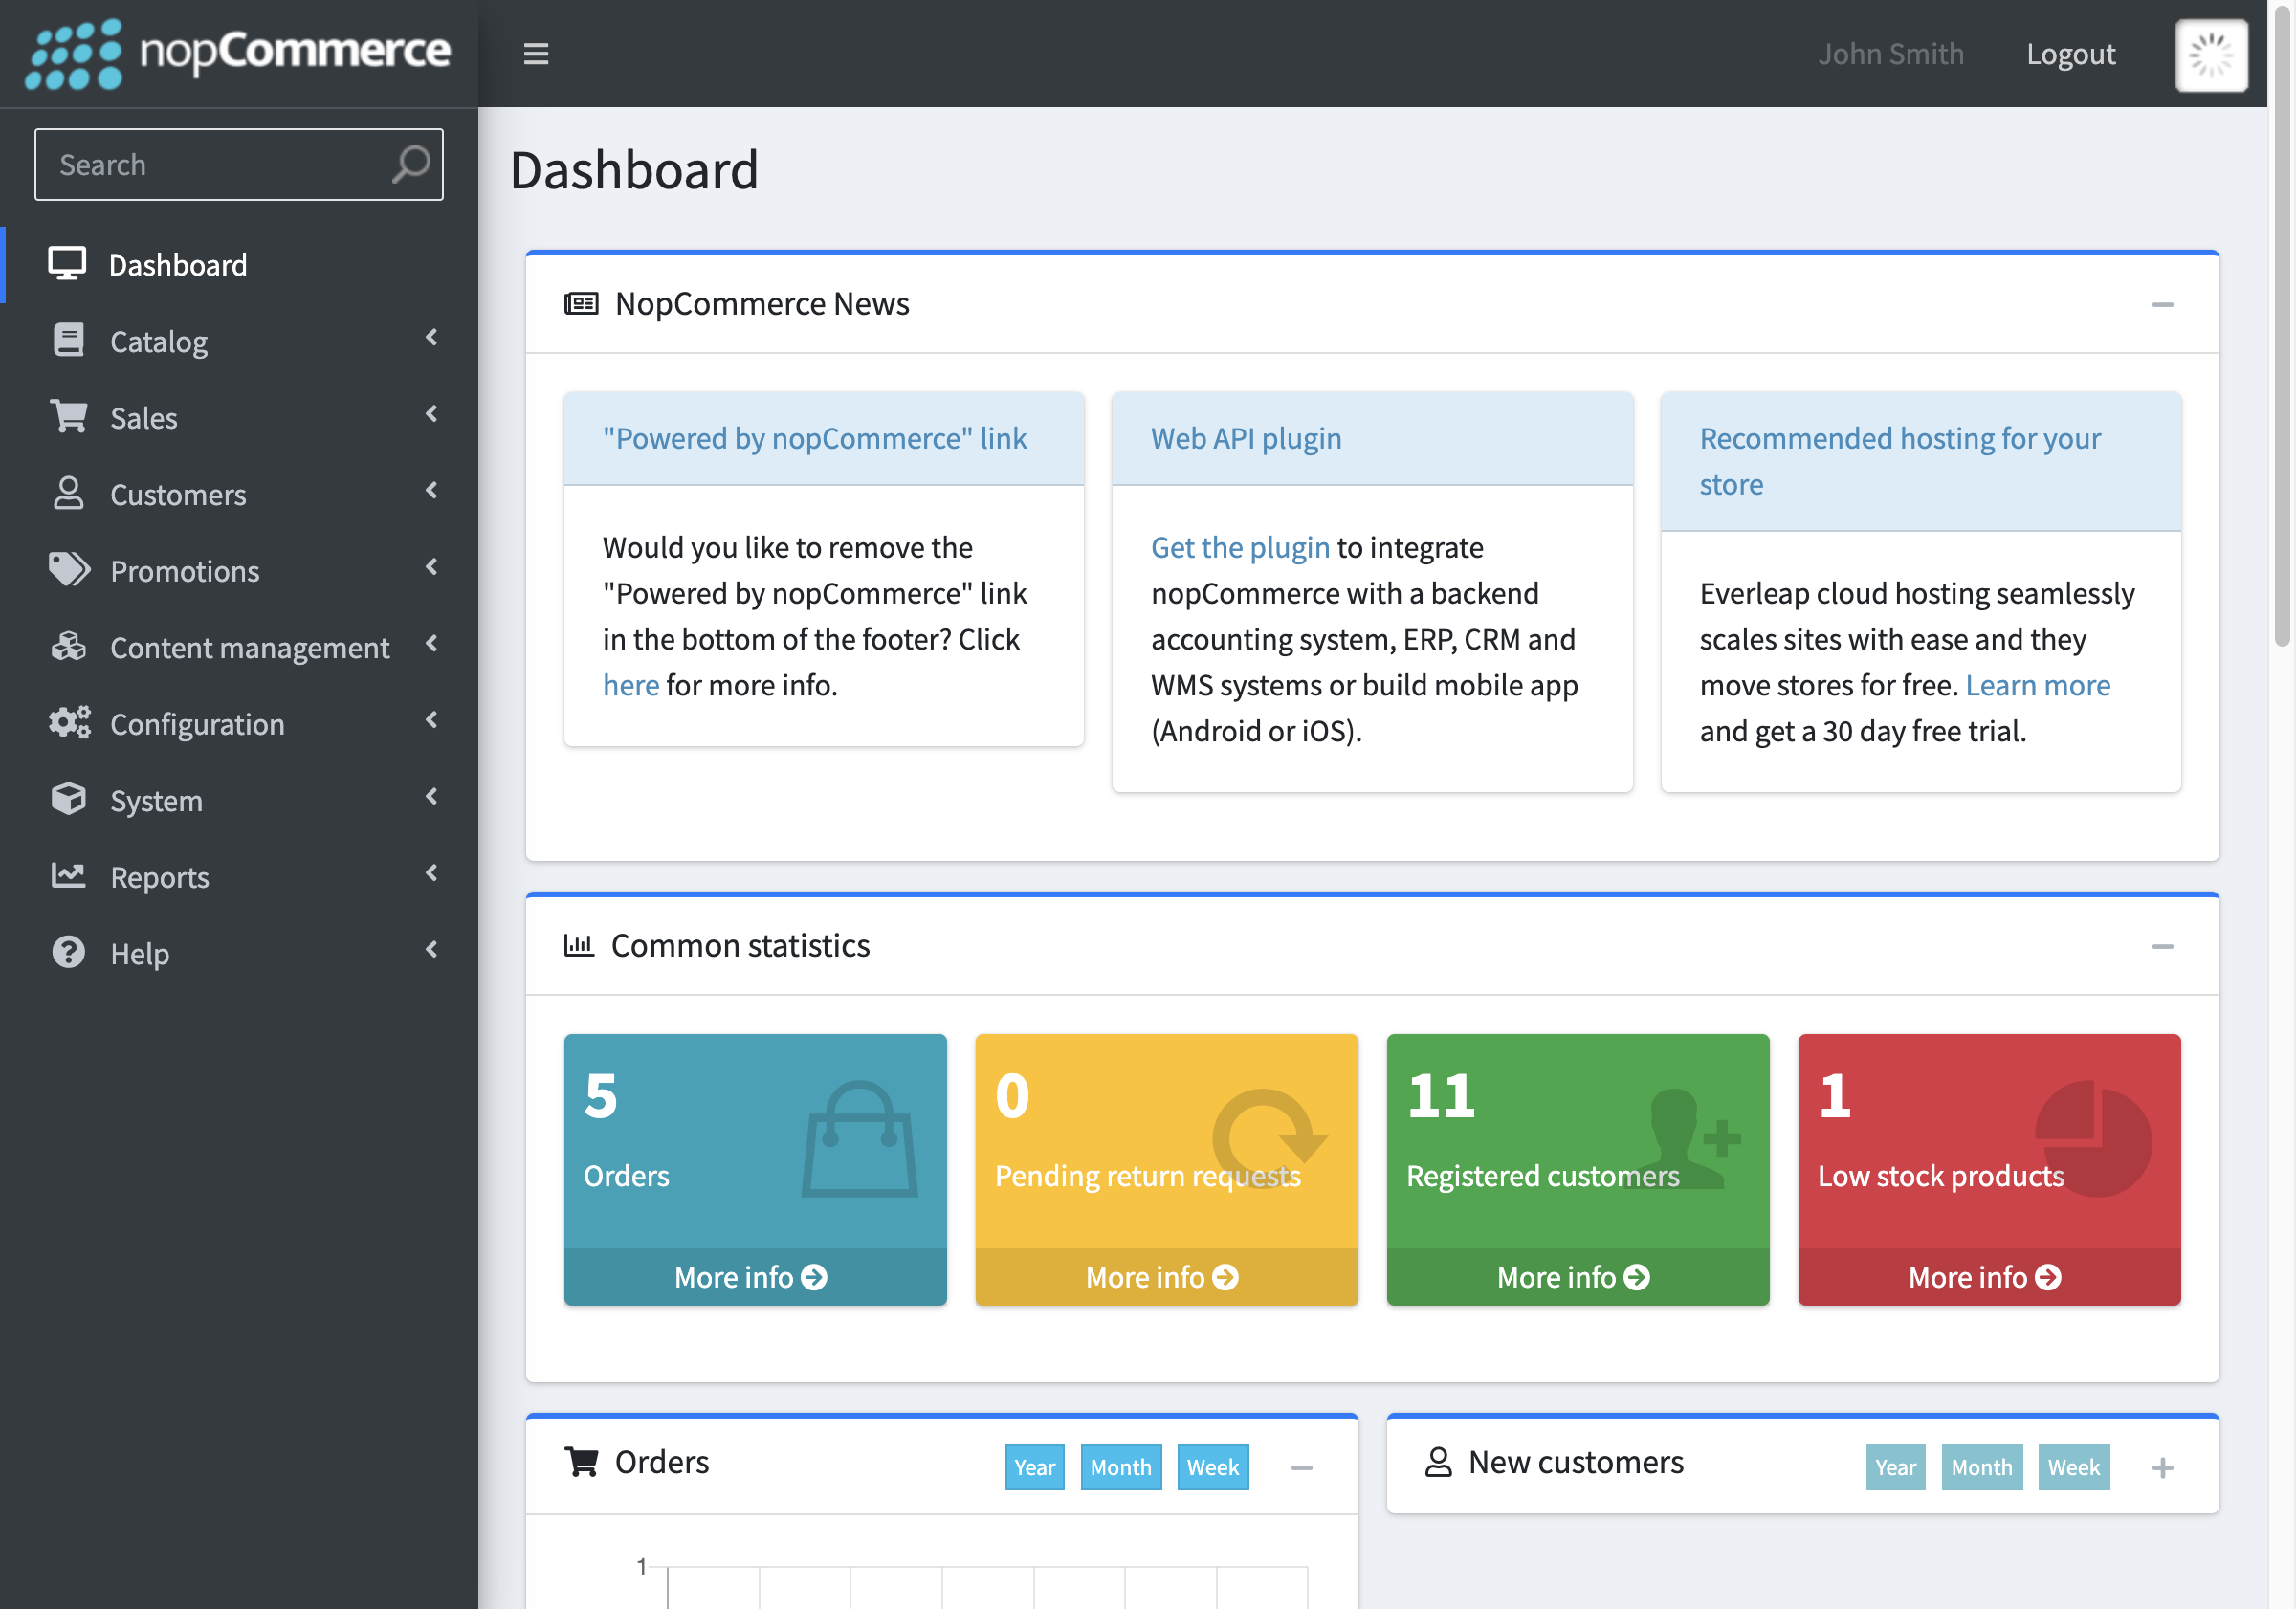 nopCommerce
John Smith
Logout
Search
Dashboard
Catalog
Sales
Customers
Promotions
Content management
Configuration
System
Reports
Help
Dashboard
NopCommerce News
"Powered by nopCommerce" link
Would you like to remove the
"Powered by nopCommerce" link
in the bottom of the footer? Click
here for more info.
Web API plugin
Get the plugin to integrate
nopCommerce with a backend
accounting system, ERP, CRM and
WMS systems or build mobile app
(Android or iOS).
Recommended hosting for your
store
Everleap cloud hosting seamlessly
scales sites with ease and they
move stores for free. Learn more
and get a 30 day free trial.
Common statistics
5
Orders
More info
0
Pending return requests
More info
11
Registered customers
More info
1
Low stock products
More info
Orders
Year
Month
Week
1
New customers
Year
Month
Week